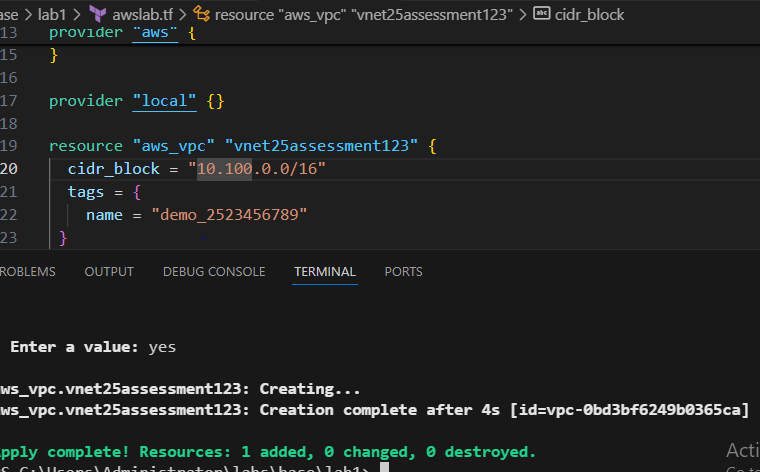 ase > lab1 > awslab.tf > resource "aws_vpc" "vnet25assessment123" > abc cidr_block
13 provider "aws" {
15 }
16
17 provider "local" {}
18
19 resource "aws_vpc" "vnet25assessment123" {
20 cidr_block = "10.100.0.0/16"
21 tags = {
22 name = "demo_2523456789"
23 }
ROBLEMS OUTPUT DEBUG CONSOLE TERMINAL PORTS
Enter a value: yes
ws_vpc.vnet25assessment123: Creating...
ws_vpc.vnet25assessment123: Creation complete after 4s [id=vpc-0bd3bf6249b0365ca]
pply complete! Resources: 1 added, 0 changed, 0 destroyed.
Acti
S C:\Users\Administrator\labs\base\lab1>
Go to